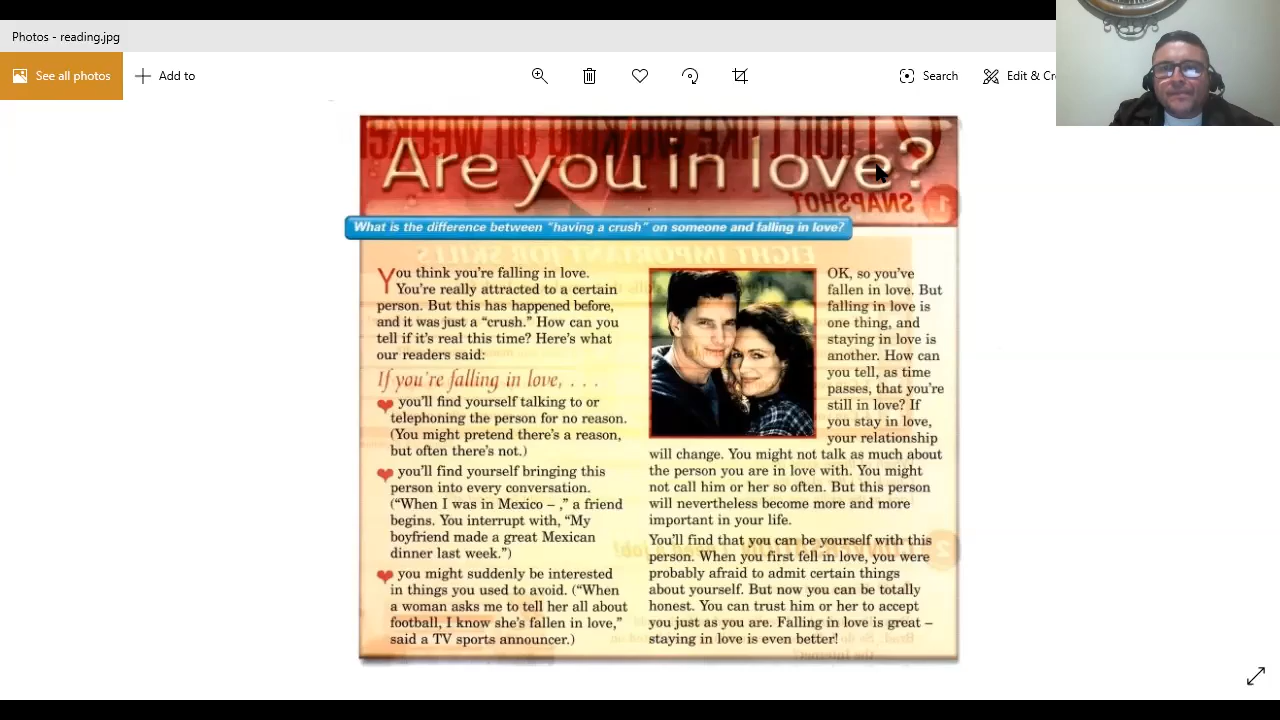 Photos - reading.jpg
See all photos
Add to
Search
Edit & Cr
Are you in love?
SNAPSHOT
What is the difference between "having a crush" on someone and falling in love?
EIGHT IMPORTANT JOB SKILLS
You think you're falling in love.
You're really attracted to a certain
person. But this has happened before,
and it was just a “crush.” How can you
tell if it's real this time? Here's what
our readers said:
If you're falling in love, . . .
you'll find yourself talking to or
telephoning the person for no reason.
(You might pretend there's a reason,
but often there's not.)
you'll find yourself bringing this
person into every conversation.
(“When I was in Mexico – ,” a friend
begins. You interrupt with, “My
boyfriend made a great Mexican
dinner last week.”)
you might suddenly be interested
in things you used to avoid. (“When
a woman asks me to tell her all about
football, I know she's fallen in love,”
said a TV sports announcer.)
OK, so you've
fallen in love. But
falling in love is
one thing, and
staying in love is
another. How can
you tell, as time
passes, that you're
still in love? If
you stay in love,
your relationship
will change. You might not talk as much about
the person you are in love with. You might
not call him or her so often. But this person
will nevertheless become more and more
important in your life.
You'll find that you can be yourself with this
person. When you first fell in love, you were
probably afraid to admit certain things
about yourself. But now you can be totally
honest. You can trust him or her to accept
you just as you are. Falling in love is great –
staying in love is even better!